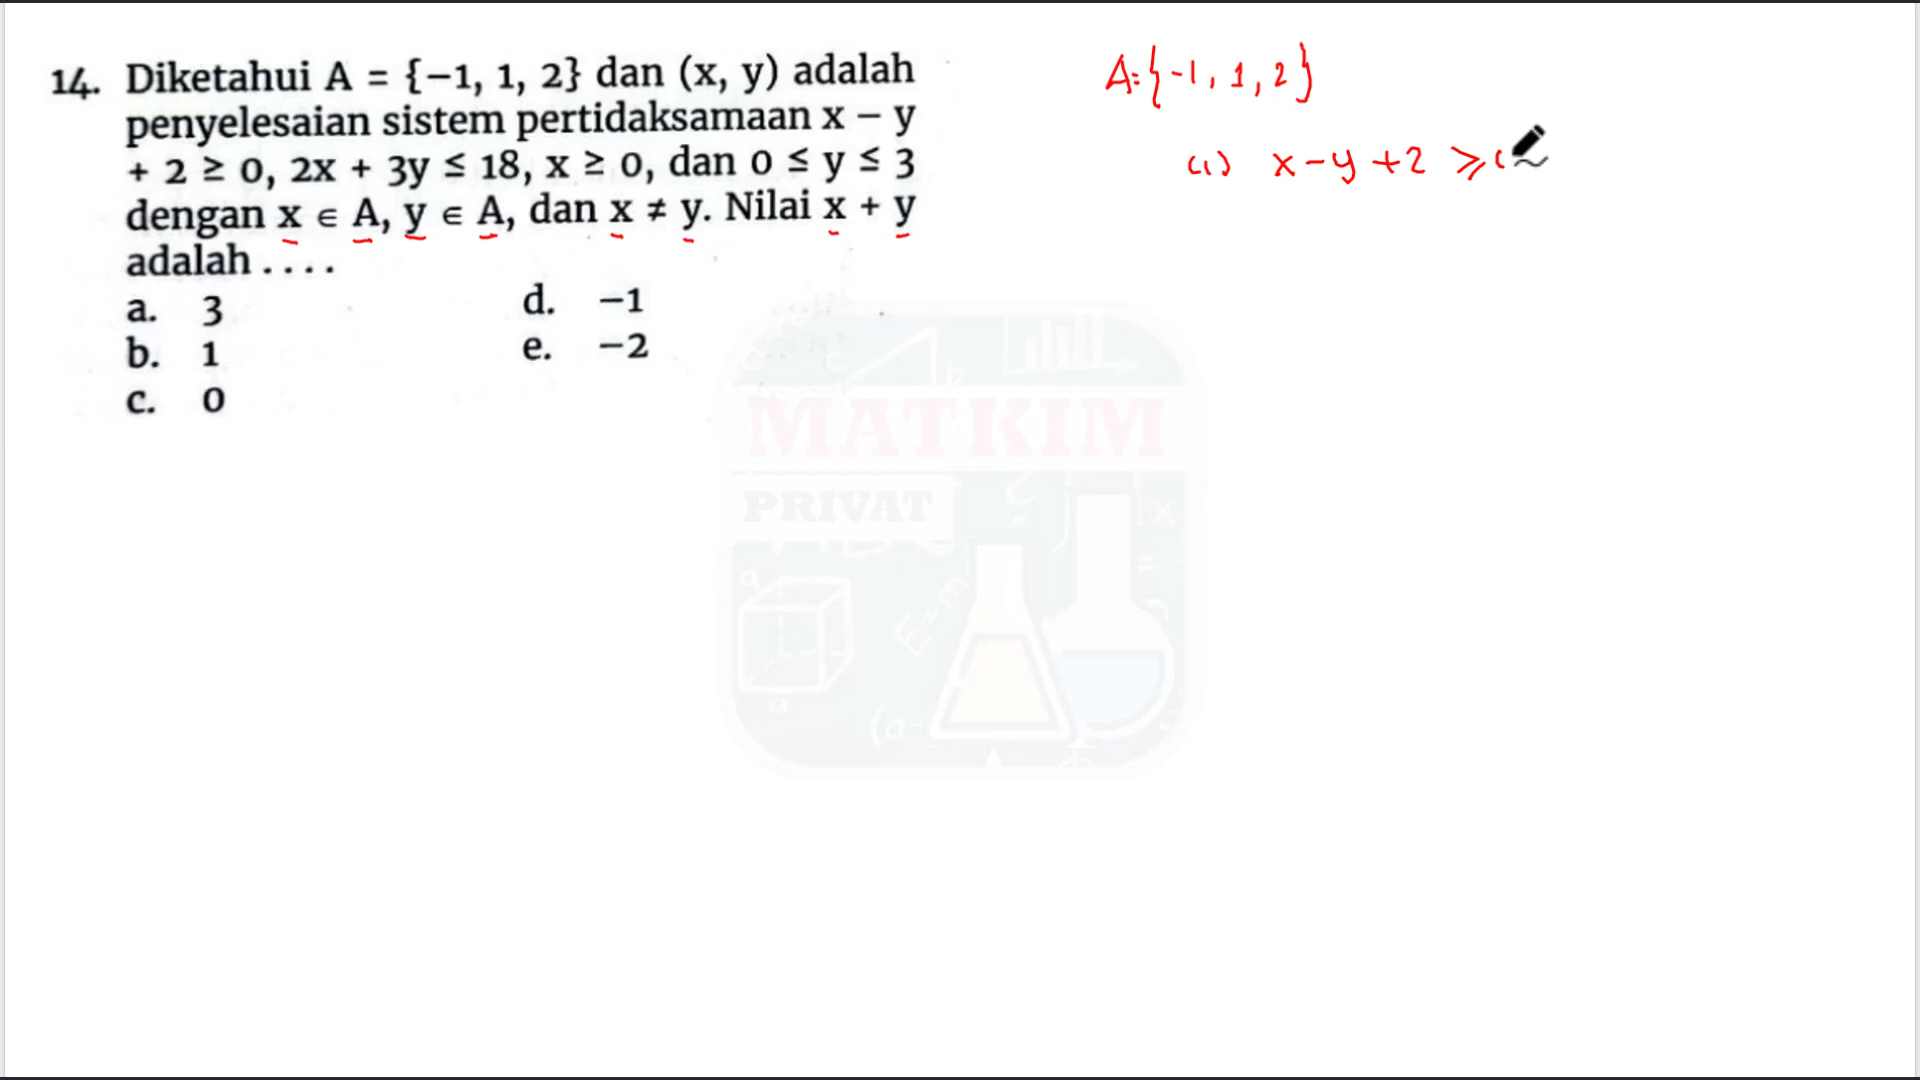 14. Diketahui A = {−1, 1, 2} dan (x, y) adalah
penyelesaian sistem pertidaksamaan x − y
+ 2 ≥ 0, 2x + 3y ≤ 18, x ≥ 0, dan 0 ≤ y ≤ 3
dengan x ∈ A, y ∈ A, dan x ≠ y. Nilai x + y
adalah . . . .
a. 3
b. 1
c. 0
d. −1
e. −2
A = {-1, 1, 2}
(1) x - y + 2 ≥
MATKIM
PRIVAT